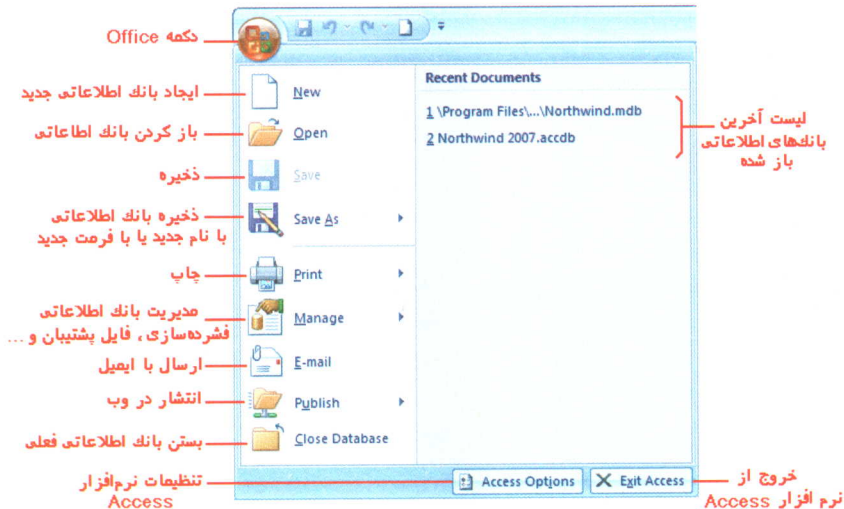 دکمه Office
ایجاد بانک اطلاعاتی جدید
New
باز کردن بانک اطاعاتی
Open
ذخیره
Save
ذخیره بانک اطلاعاتی
با نام جدید یا با فرمت جدید
Save As
چاپ
Print
مدیریت بانک اطلاعاتی
فشرده‌سازی، فایل پشتیبان و ...
Manage
ارسال با ایمیل
E-mail
انتشار در وب
Publish
بستن بانک اطلاعاتی فعلی
Close Database
Recent Documents
1 \Program Files\...\Northwind.mdb
2 Northwind 2007.accdb
لیست آخرین
بانک‌های اطلاعاتی
باز شده
تنظیمات نرم‌افزار
Access
Access Options
Exit Access
خروج از
نرم افزار Access